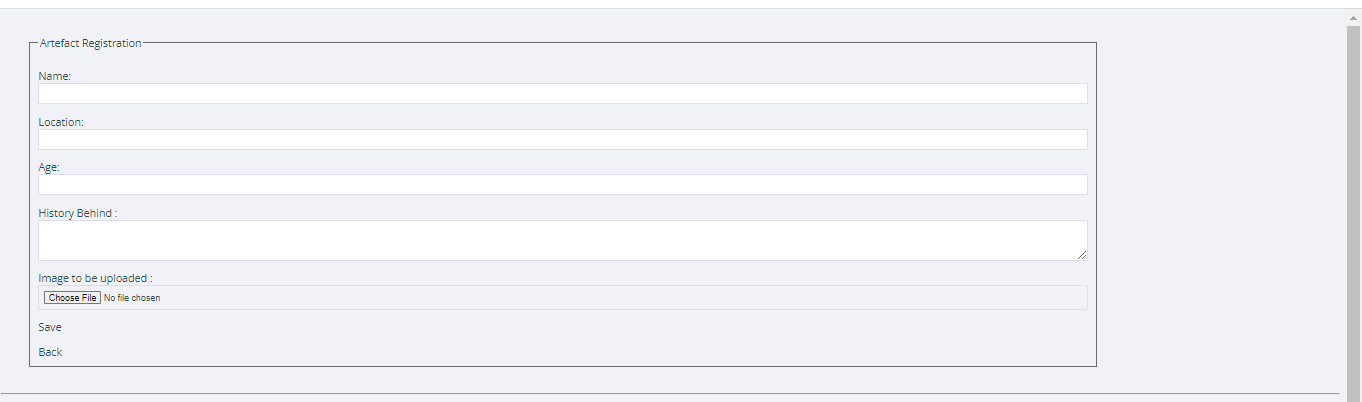 Artefact Registration
Name:
Location:
Age:
History Behind :
Image to be uploaded :
Choose File No file chosen
Save
Back